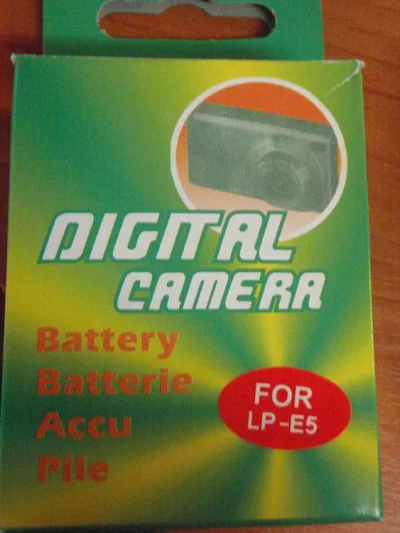 DIGITAL
CAMERA
Battery
Batterie
Accu
Pile
FOR
LP-E5